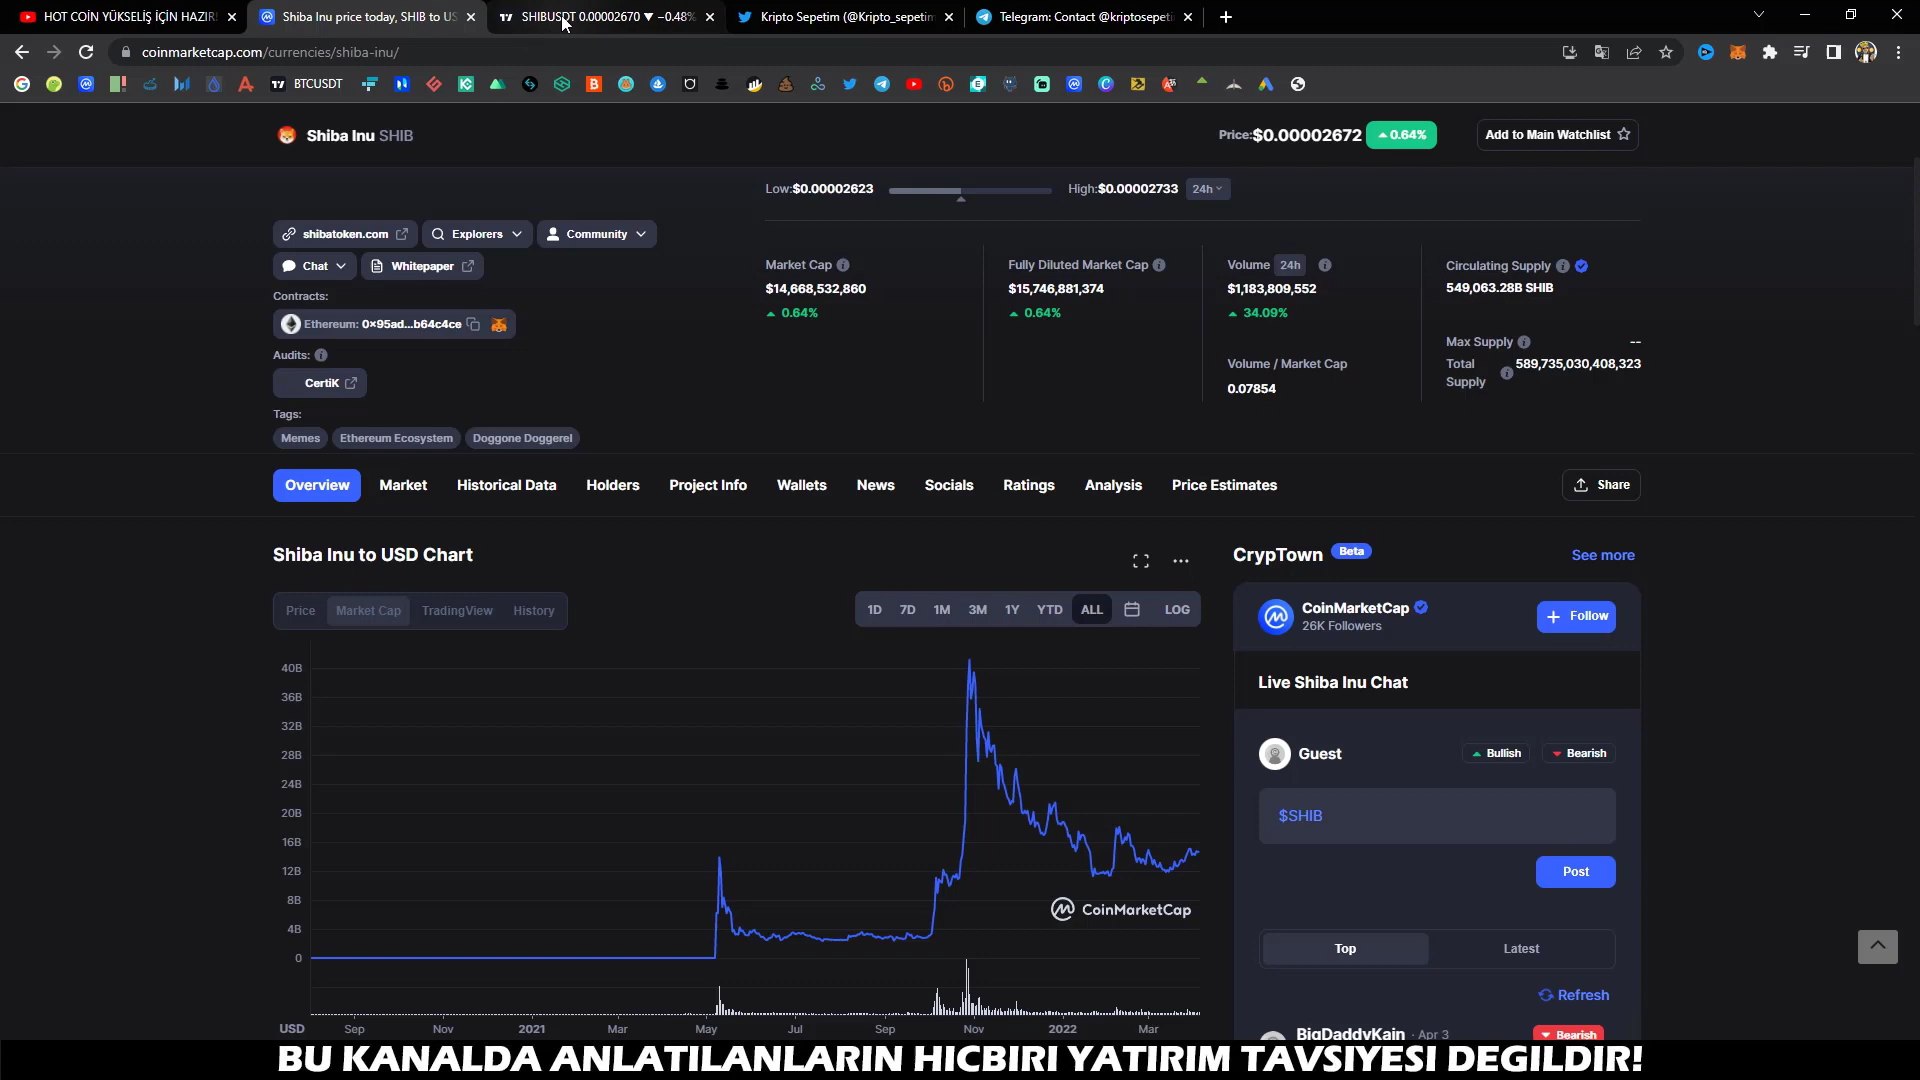 HOT COİN YÜKSELİŞ İÇİN HAZIR!
Shiba Inu price today, SHIB to US
SHIBUSDT 0.00002670 ▼ −0.48%
Kripto Sepetim (@Kripto_sepetim
Telegram: Contact @kriptosepeti
coinmarketcap.com/currencies/shiba-inu/
BTCUSDT
Shiba Inu SHIB
Price:$0.00002672 0.64%
Add to Main Watchlist
Low:$0.00002623
High:$0.00002733 24h
shibatoken.com
Explorers
Community
Chat
Whitepaper
Contracts:
Ethereum: 0x95ad...b64c4ce
Audits:
CertiK
Tags:
Memes
Ethereum Ecosystem
Doggone Doggerel
Market Cap
$14,668,532,860
0.64%
Fully Diluted Market Cap
$15,746,881,374
0.64%
Volume 24h
$1,183,809,552
34.09%
Volume / Market Cap
0.07854
Circulating Supply
549,063.28B SHIB
Max Supply --
Total Supply 589,735,030,408,323
Overview
Market
Historical Data
Holders
Project Info
Wallets
News
Socials
Ratings
Analysis
Price Estimates
Share
Shiba Inu to USD Chart
Price
Market Cap
TradingView
History
1D 7D 1M 3M 1Y YTD ALL LOG
40B
36B
32B
28B
24B
20B
16B
12B
8B
4B
0
CoinMarketCap
USD Sep Nov 2021 Mar May Jul Sep Nov 2022 Mar
CrypTown Beta
See more
CoinMarketCap
26K Followers
Follow
Live Shiba Inu Chat
Guest
Bullish
Bearish
$SHIB
Post
Top
Latest
Refresh
BigDaddyKain · Apr 3
Bearish
BU KANALDA ANLATILANLARIN HICBIRI YATIRIM TAVSIYESI DEGILDIR!